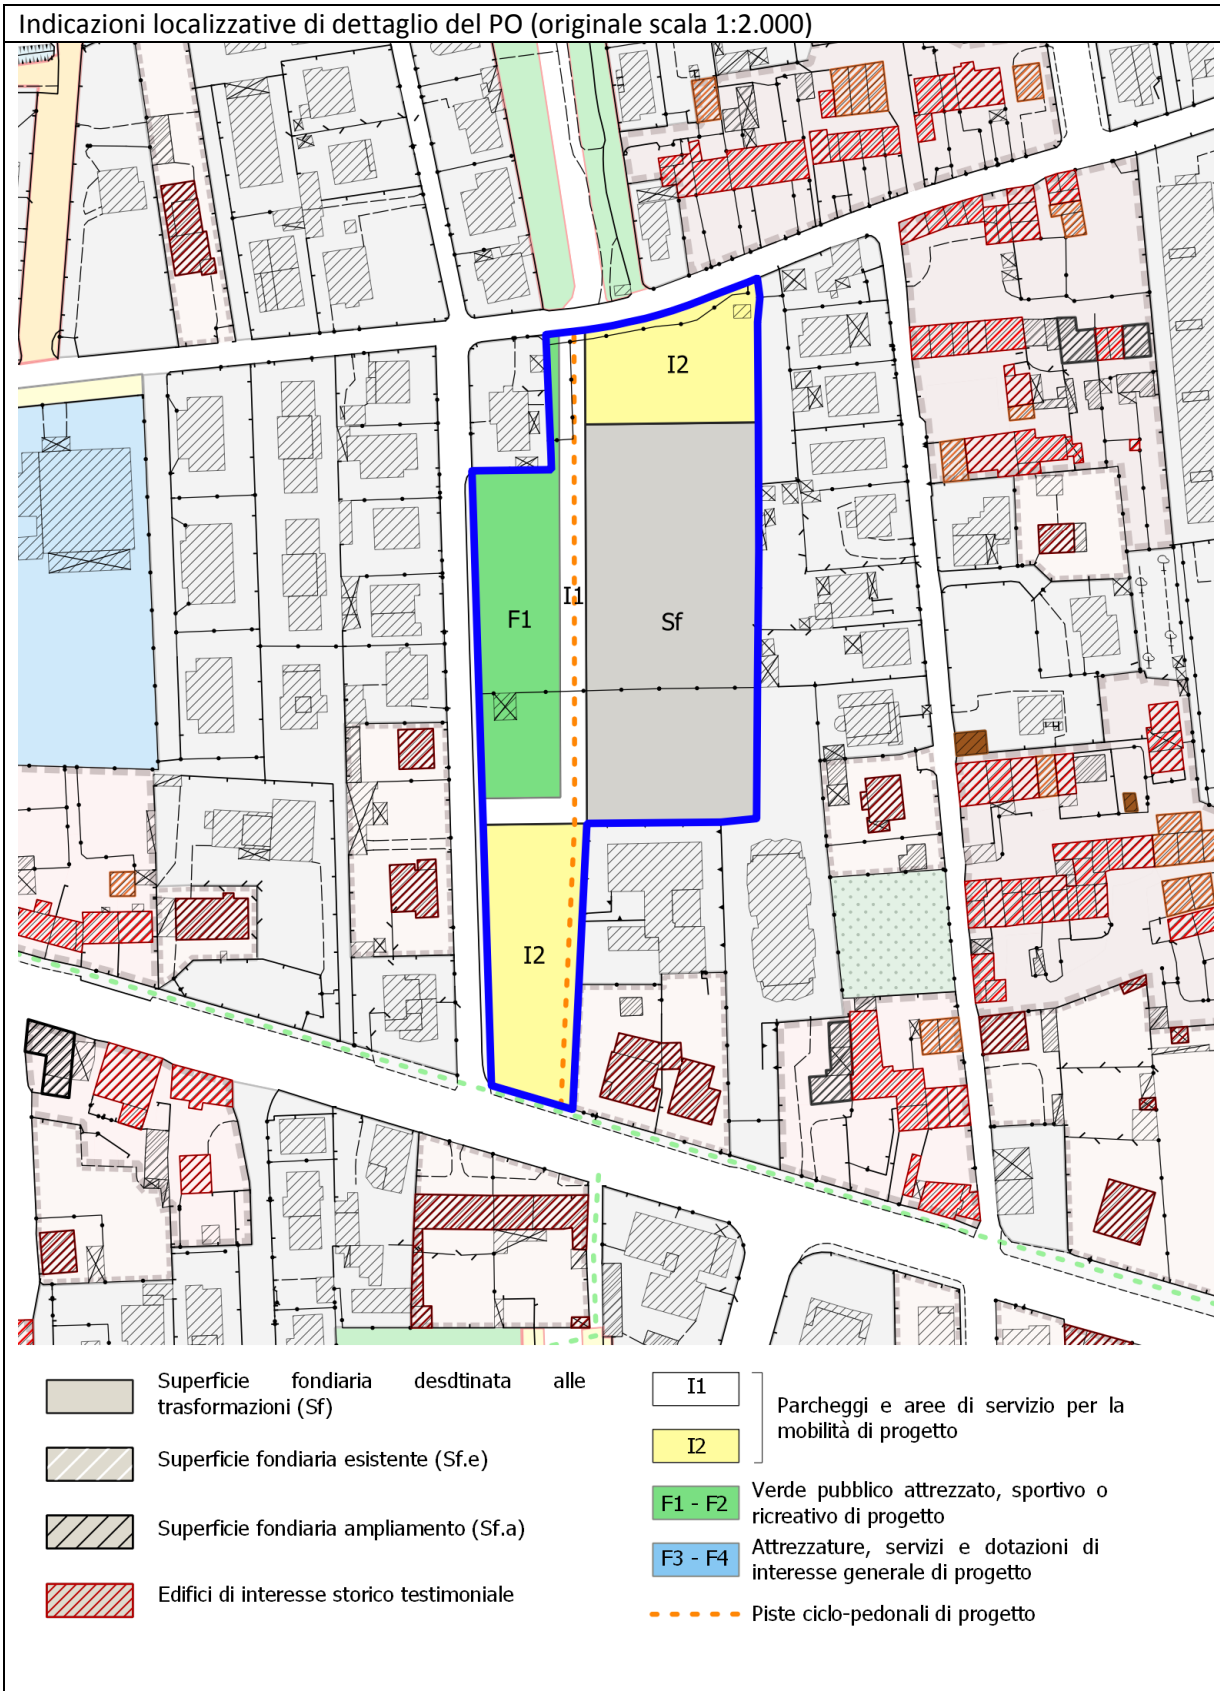 Indicazioni localizzative di dettaglio del PO (originale scala 1:2.000)
I2
I1
F1
Sf
I2
Superficie fondiaria desdtinata alle
trasformazioni (Sf)
Superficie fondiaria esistente (Sf.e)
Superficie fondiaria ampliamento (Sf.a)
Edifici di interesse storico testimoniale
I1
I2
Parcheggi e aree di servizio per la
mobilità di progetto
F1 - F2
Verde pubblico attrezzato, sportivo o
ricreativo di progetto
F3 - F4
Attrezzature, servizi e dotazioni di
interesse generale di progetto
Piste ciclo-pedonali di progetto